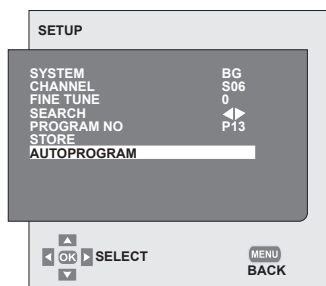 SETUP
SYSTEM BG
CHANNEL S06
FINE TUNE 0
SEARCH
PROGRAM NO P13
STORE
AUTOPROGRAM
OK SELECT
MENU
BACK